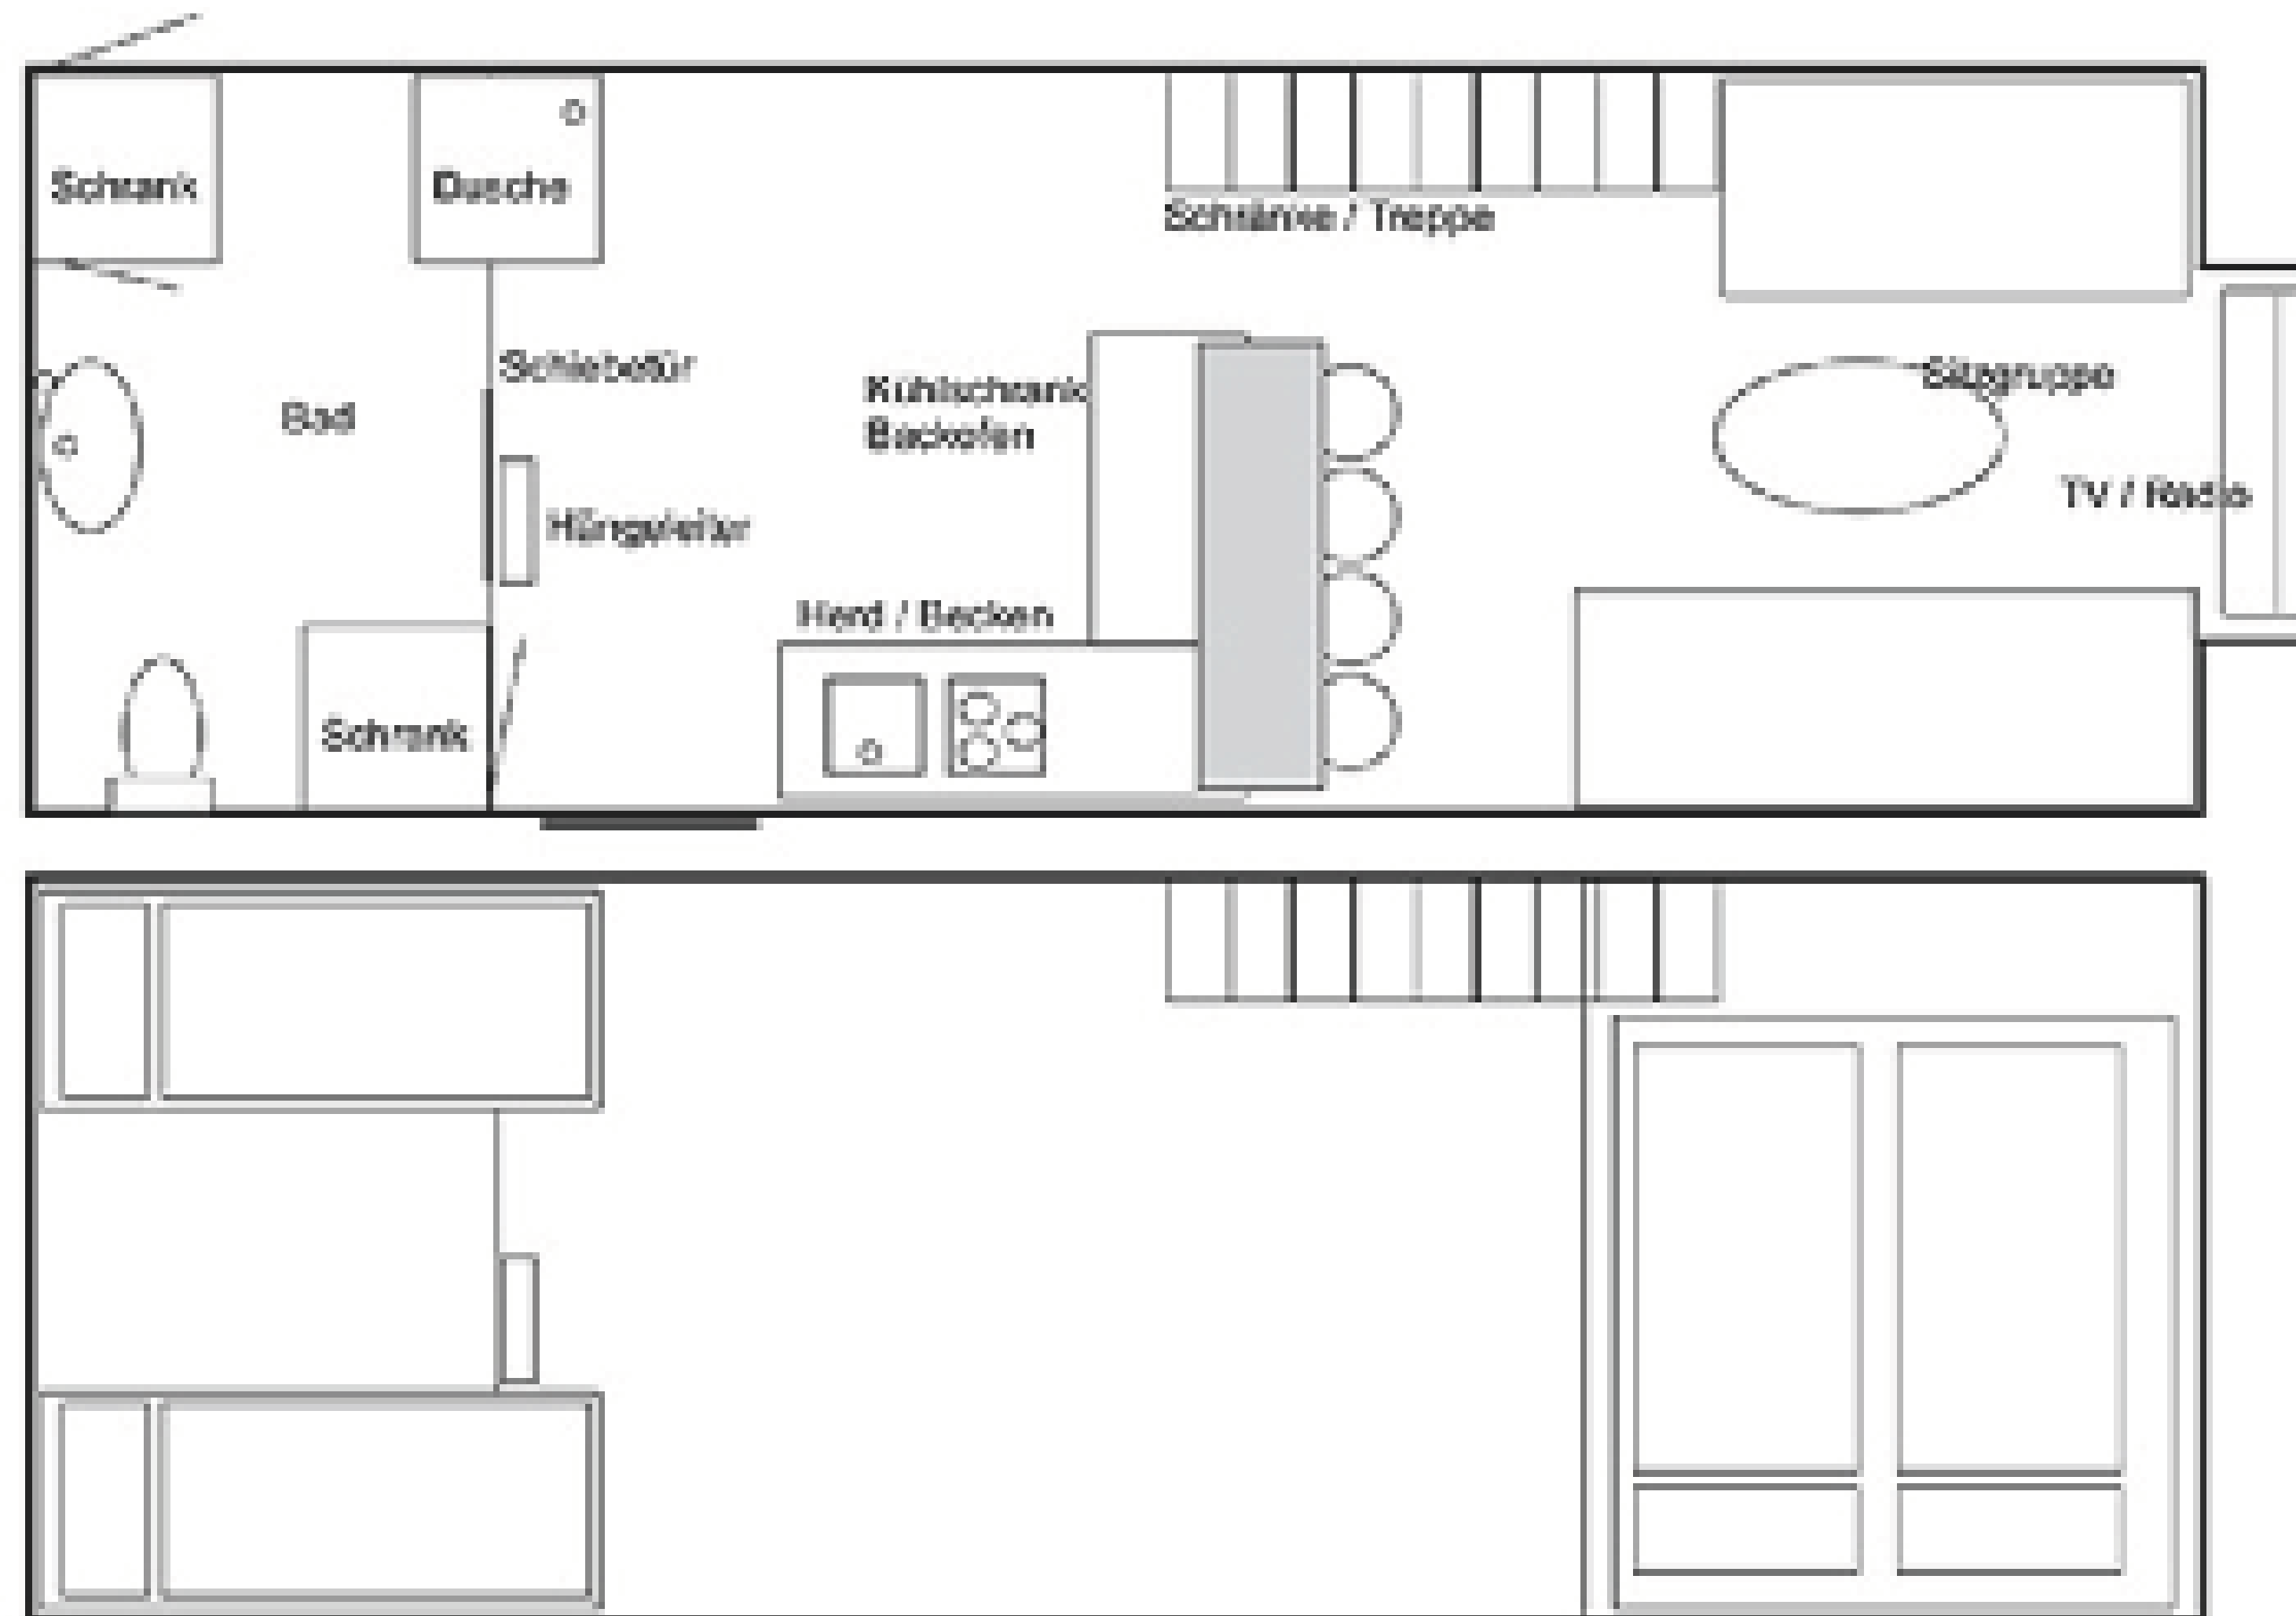 Schrank
Dusche
Schränke / Treppe
Schiebetür
Kühlschrank
Backofen
Sitzgruppe
Bad
TV / Radio
Hängeleiter
Herd / Becken
Schrank